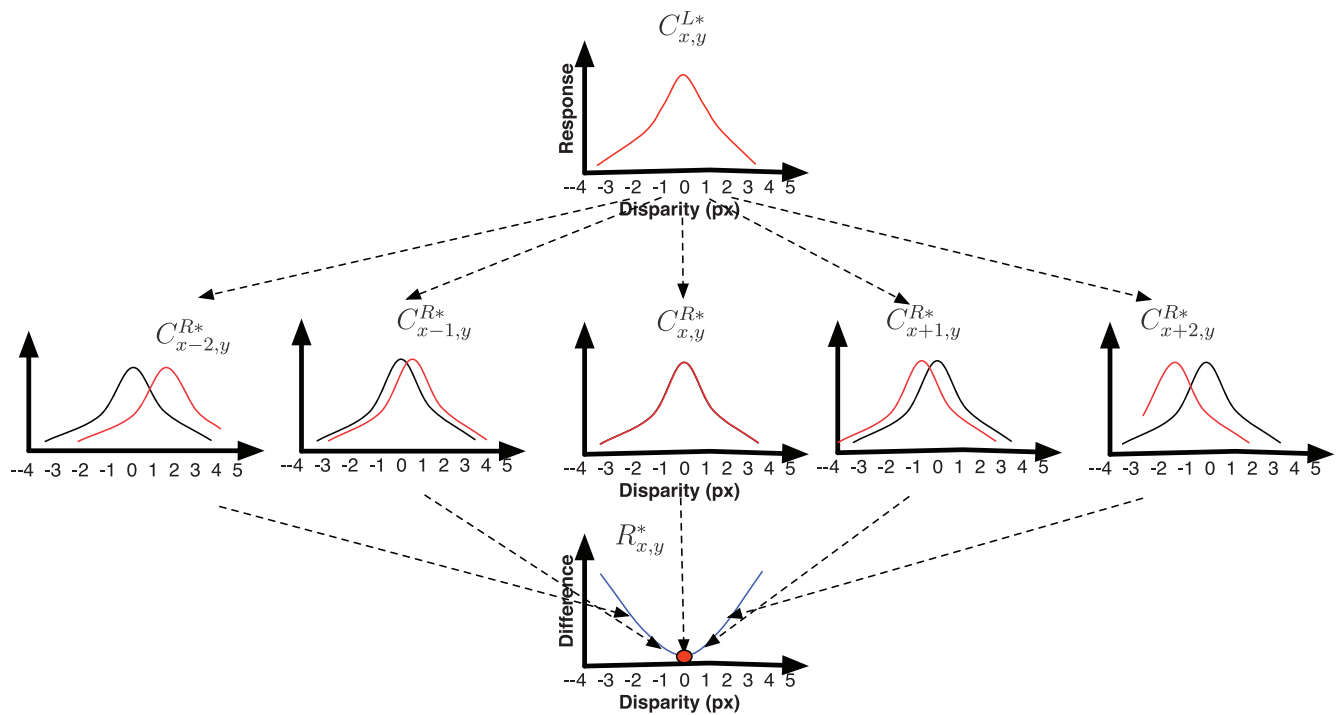 C^{L*}_{x,y}
Response
--4 -3 -2 -1 0 1 2 3 4 5
Disparity (px)
C^{R*}_{x-2,y}
C^{R*}_{x-1,y}
C^{R*}_{x,y}
C^{R*}_{x+1,y}
C^{R*}_{x+2,y}
--4 -3 -2 -1 0 1 2 3 4 5
--4 -3 -2 -1 0 1 2 3 4 5
--4 -3 -2 -1 0 1 2 3 4 5
--4 -3 -2 -1 0 1 2 3 4 5
--4 -3 -2 -1 0 1 2 3 4 5
Disparity (px)
R^{*}_{x,y}
Difference
--4 -3 -2 -1 0 1 2 3 4 5
Disparity (px)